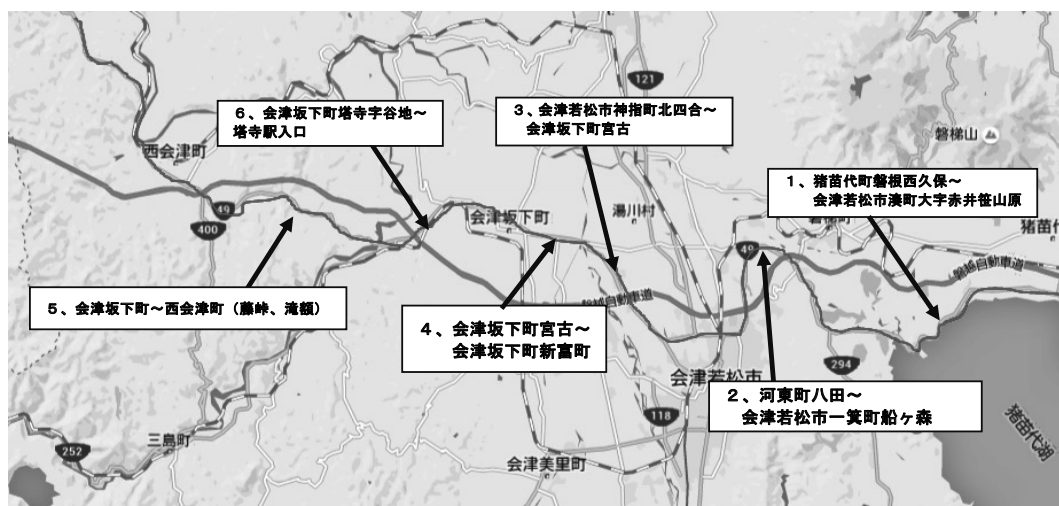 121
磐梯山
6、会津坂下町塔寺字谷地～
塔寺駅入口
3、会津若松市神指町北四合～
会津坂下町宮古
西会津町
1、猪苗代町磐根西久保～
会津若松市湊町大字赤井笹山原
49
400
会津坂下町
湯川村
磐梯町
猪苗代
49
磐越自動車道
磐越自動車道
5、会津坂下町～西会津町（藤峠、滝額）
4、会津坂下町宮古～
会津坂下町新富町
294
会津若松市
2、河東町八田～
会津若松市一箕町船ヶ森
118
猪苗代湖
三島町
252
会津美里町